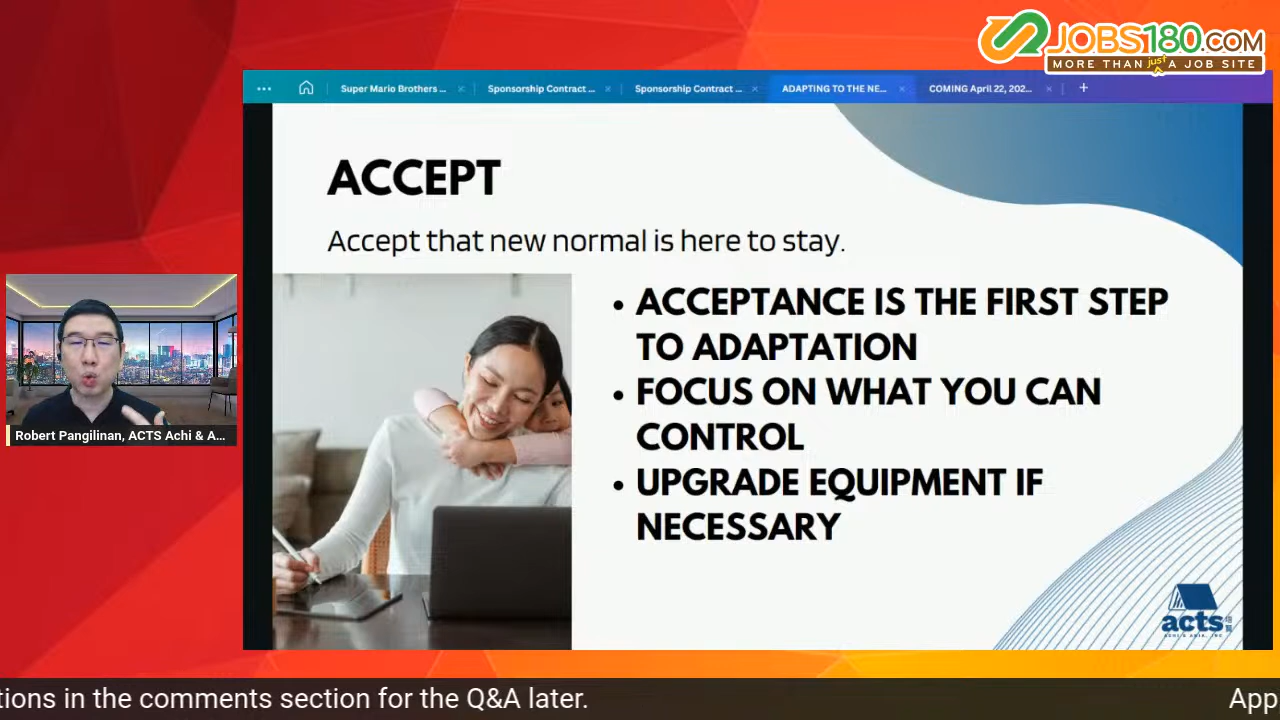 JOBS180.COM
MORE THAN just A JOB SITE
Super Mario Brothers ...
Sponsorship Contract ...
Sponsorship Contract ...
ADAPTING TO THE NE...
COMING April 22, 202...
ACCEPT
Accept that new normal is here to stay.
• ACCEPTANCE IS THE FIRST STEP
TO ADAPTATION
• FOCUS ON WHAT YOU CAN
CONTROL
• UPGRADE EQUIPMENT IF
NECESSARY
Robert Pangilinan, ACTS Achi & A...
acts
tions in the comments section for the Q&A later.
App